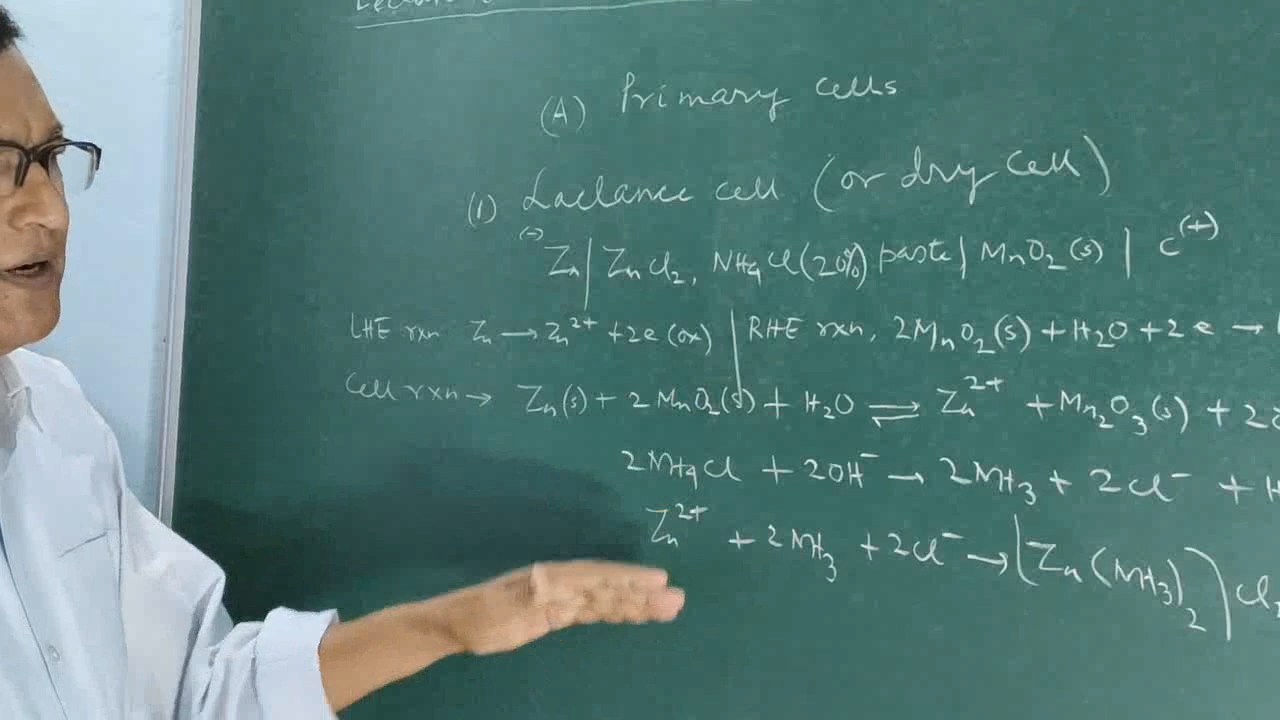 (A) Primary cells
(1) Laclance cell (or dry cell)
(-) Zn | ZnCl₂, NH₄Cl (20%) paste | MnO₂(s) | C (+)
LHE rxn Zn → Zn²⁺ + 2e (ox) | RHE rxn, 2MnO₂(s) + H₂O + 2e →
Cell rxn → Zn(s) + 2MnO₂(s) + H₂O ⇌ Zn²⁺ + Mn₂O₃(s) + 2
2NH₄Cl + 2OH⁻ → 2NH₃ + 2Cl⁻ + H
Zn²⁺ + 2NH₃ + 2Cl⁻ → [Zn(NH₃)₂]Cl₂